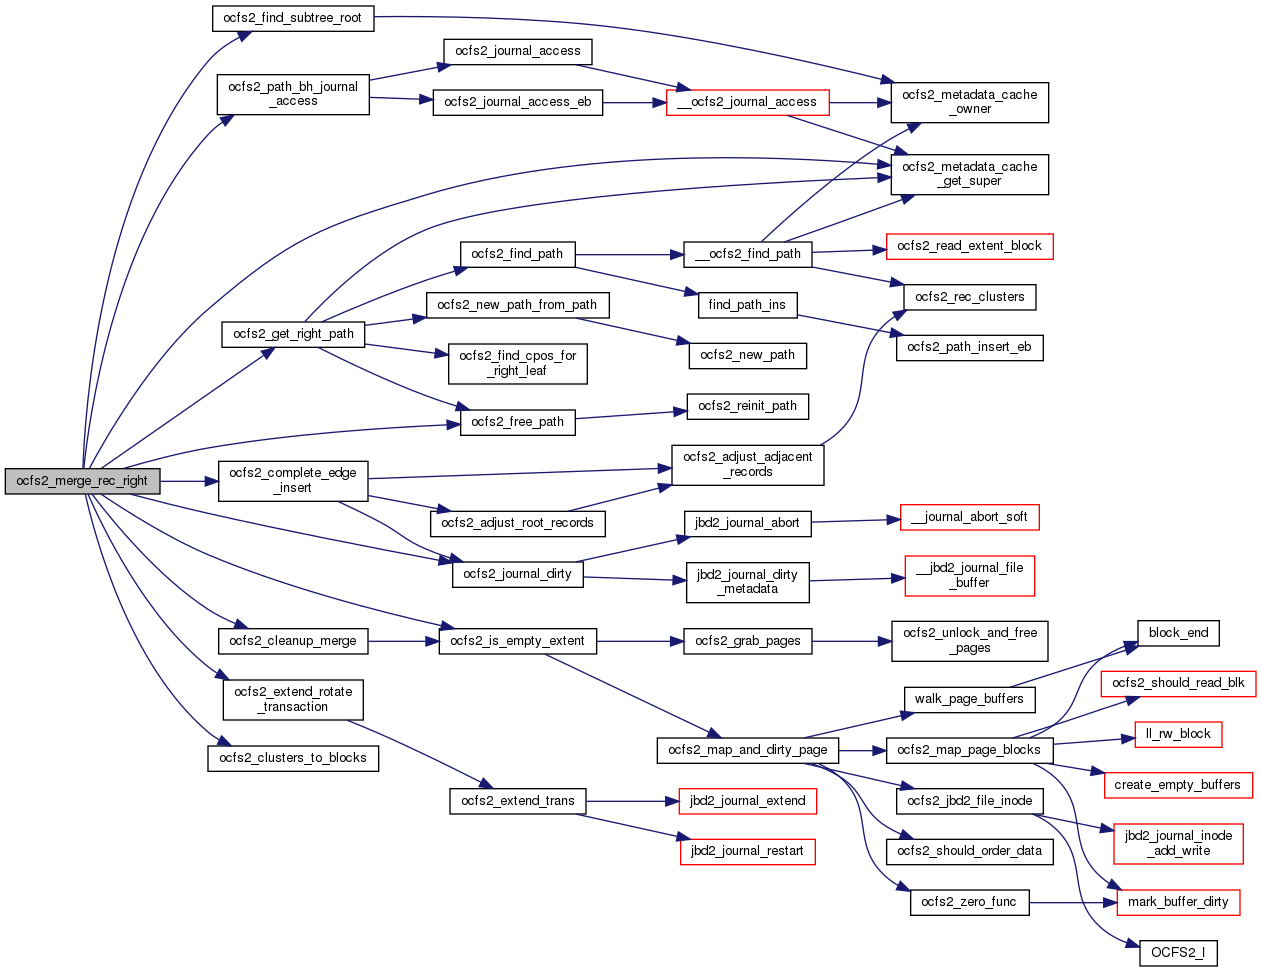 ocfs2_find_subtree_root
ocfs2_journal_access
ocfs2_path_bh_journal
_access
ocfs2_metadata_cache
_owner
ocfs2_journal_access_eb
__ocfs2_journal_access
ocfs2_metadata_cache
_get_super
ocfs2_find_path
__ocfs2_find_path
ocfs2_read_extent_block
ocfs2_rec_clusters
ocfs2_new_path_from_path
find_path_ins
ocfs2_get_right_path
ocfs2_path_insert_eb
ocfs2_find_cpos_for
_right_leaf
ocfs2_new_path
ocfs2_free_path
ocfs2_reinit_path
ocfs2_adjust_adjacent
_records
ocfs2_merge_rec_right
ocfs2_complete_edge
_insert
ocfs2_adjust_root_records
jbd2_journal_abort
__journal_abort_soft
ocfs2_journal_dirty
jbd2_journal_dirty
_metadata
__jbd2_journal_file
_buffer
ocfs2_cleanup_merge
ocfs2_is_empty_extent
ocfs2_grab_pages
ocfs2_unlock_and_free
_pages
block_end
ocfs2_extend_rotate
_transaction
walk_page_buffers
ocfs2_should_read_blk
ocfs2_clusters_to_blocks
ocfs2_map_and_dirty_page
ocfs2_map_page_blocks
ll_rw_block
create_empty_buffers
ocfs2_extend_trans
jbd2_journal_extend
ocfs2_jbd2_file_inode
jbd2_journal_restart
ocfs2_should_order_data
jbd2_journal_inode
_add_write
ocfs2_zero_func
mark_buffer_dirty
OCFS2_I